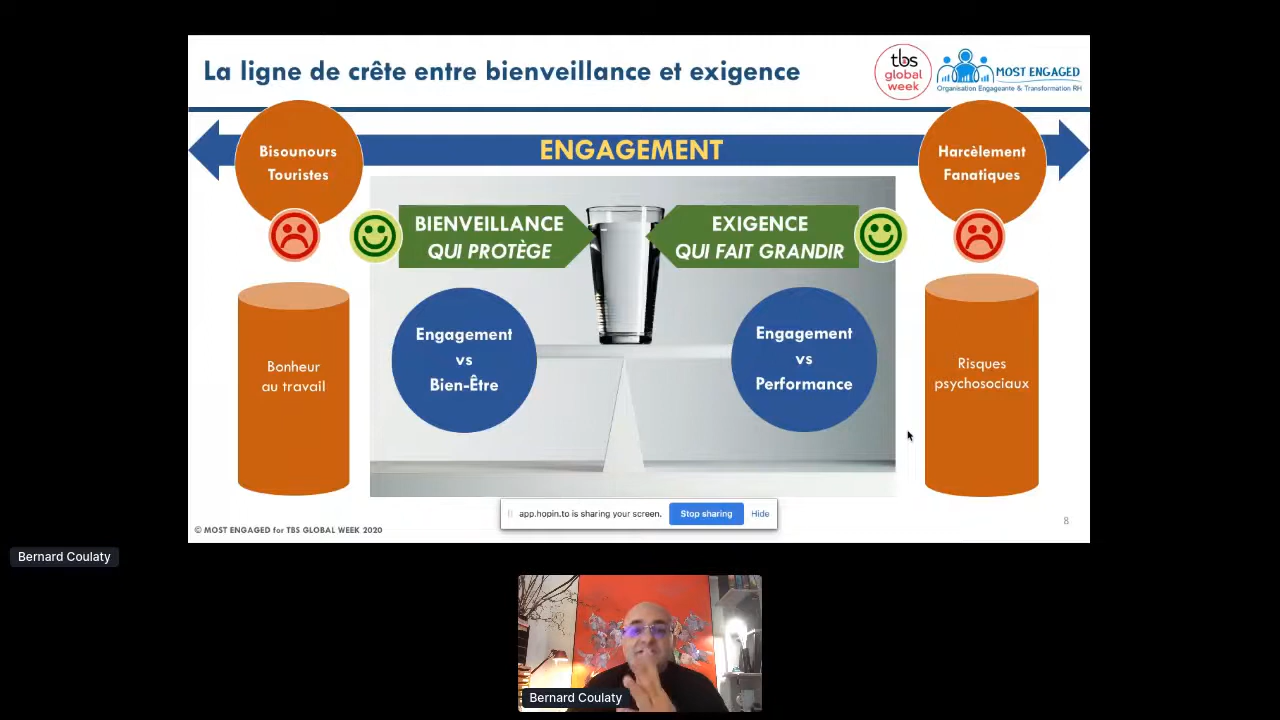 La ligne de crête entre bienveillance et exigence
tbs
global
week
MOST ENGAGED
Organisation Engageante & Transformation RH
Bisounours
Touristes
ENGAGEMENT
Harcèlement
Fanatiques
BIENVEILLANCE
QUI PROTÈGE
EXIGENCE
QUI FAIT GRANDIR
Engagement
vs
Bien-Être
Engagement
vs
Performance
Bonheur
au travail
Risques
psychosociaux
app.hopin.to is sharing your screen.
Stop sharing
Hide
© MOST ENGAGED for TBS GLOBAL WEEK 2020
8
Bernard Coulaty
Bernard Coulaty